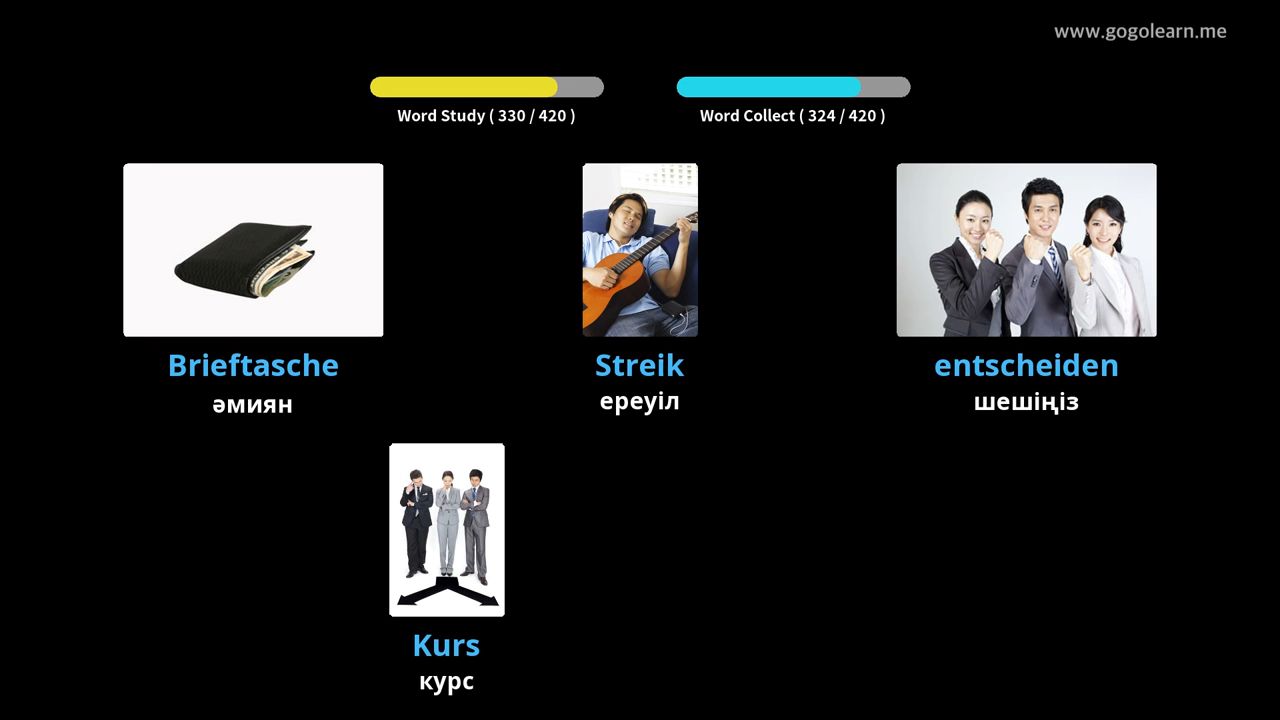 www.gogolearn.me
Word Study ( 330 / 420 )
Word Collect ( 324 / 420 )
Brieftasche
әмиян
Streik
ереуіл
entscheiden
шешіңіз
Kurs
курс